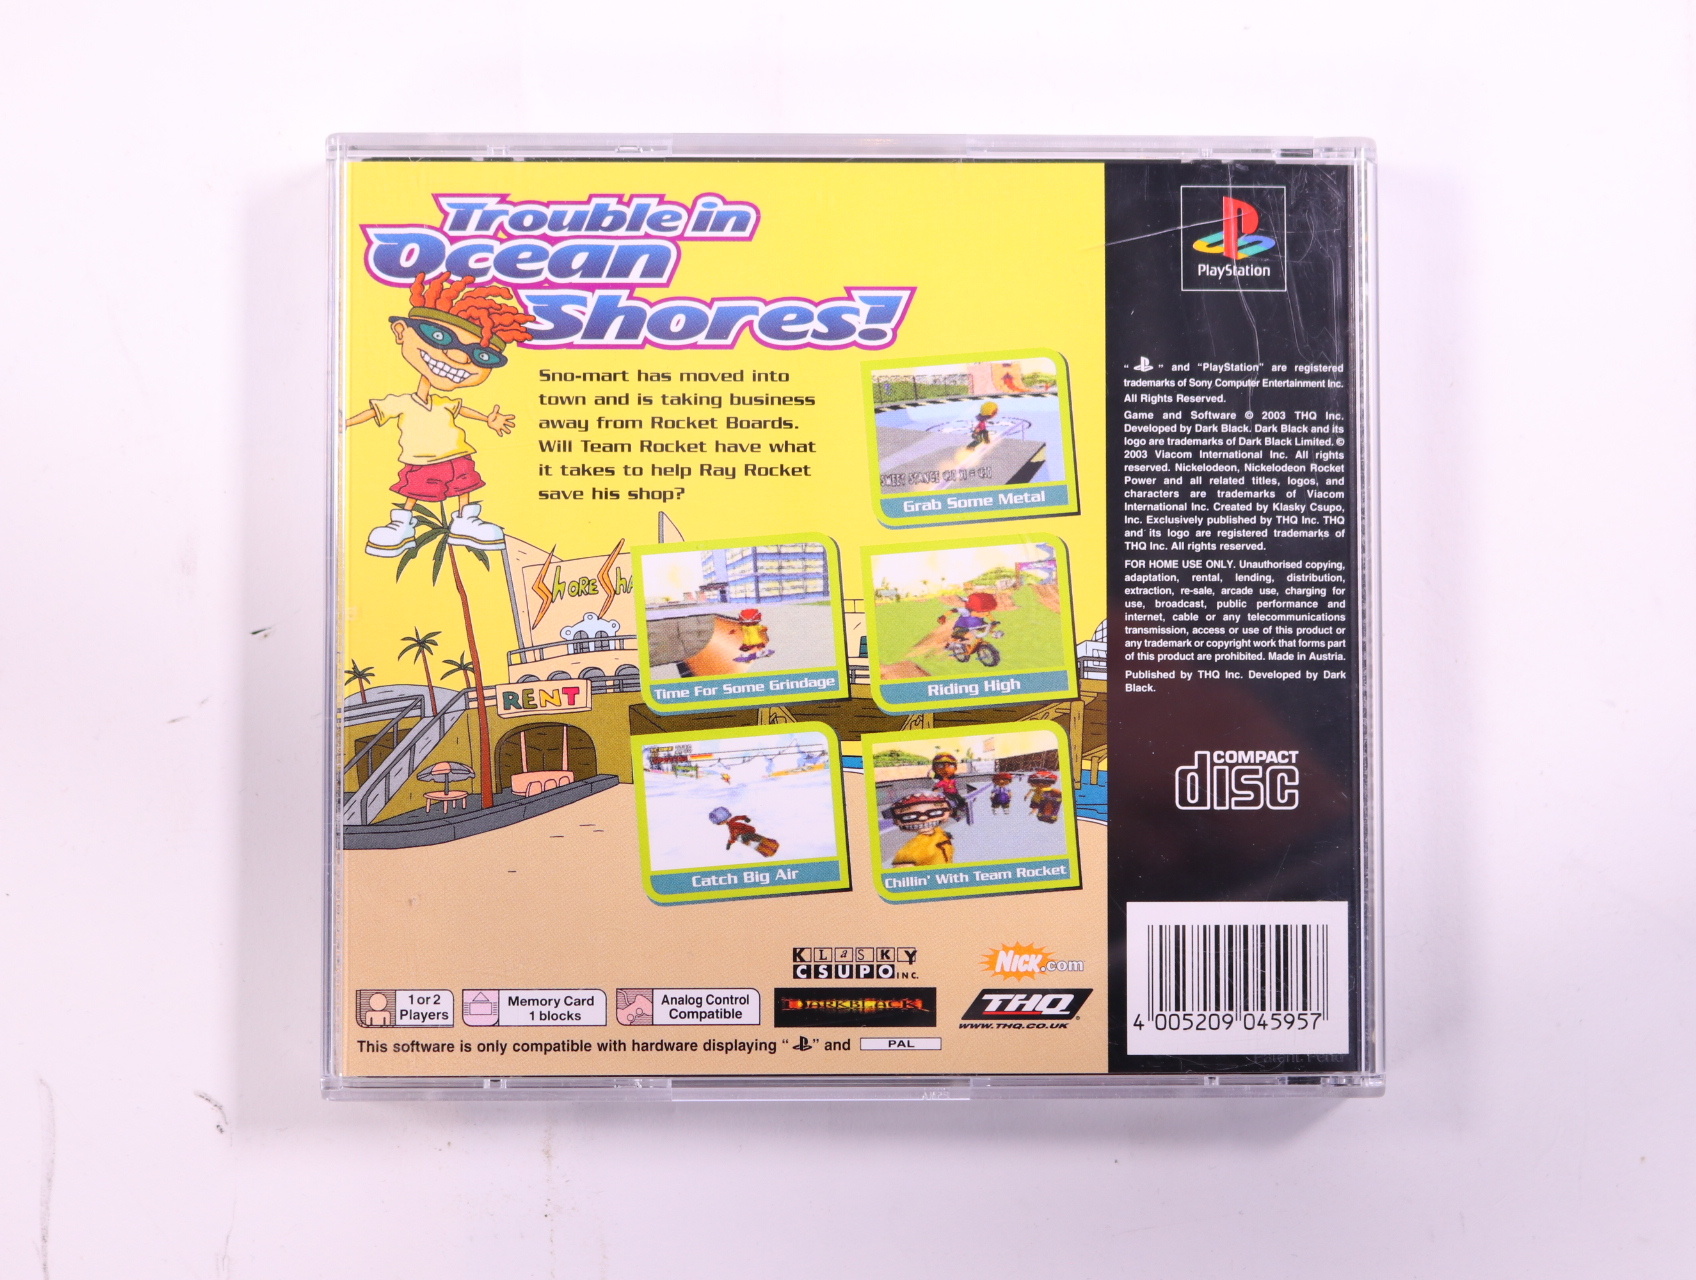 Trouble in
Ocean
Shores!
Sno-mart has moved into
town and is taking business
away from Rocket Boards.
Will Team Rocket have what
it takes to help Ray Rocket
save his shop?
Grab Some Metal
SHORE SHA
RENT
Time For Some Grindage
Riding High
Catch Big Air
Chillin' With Team Rocket
KLASKY
CSUPO INC.
NICK.com
1 or 2
Players
Memory Card
1 blocks
Analog Control
Compatible
DARKBLACK
THQ
WWW.THQ.CO.UK
This software is only compatible with hardware displaying " " and PAL
PlayStation
" " and "PlayStation" are registered
trademarks of Sony Computer Entertainment Inc.
All Rights Reserved.
Game and Software © 2003 THQ Inc.
Developed by Dark Black. Dark Black and its
logo are trademarks of Dark Black Limited. ©
2003 Viacom International Inc. All rights
reserved. Nickelodeon, Nickelodeon Rocket
Power and all related titles, logos, and
characters are trademarks of Viacom
International Inc. Created by Klasky Csupo,
Inc. Exclusively published by THQ Inc. THQ
and its logo are registered trademarks of
THQ Inc. All rights reserved.
FOR HOME USE ONLY. Unauthorised copying,
adaptation, rental, lending, distribution,
extraction, re-sale, arcade use, charging for
use, broadcast, public performance and
internet, cable or any telecommunications
transmission, access or use of this product or
any trademark or copyright work that forms part
of this product are prohibited. Made in Austria.
Published by THQ Inc. Developed by Dark
Black.
COMPACT
disc
4 005209 045957